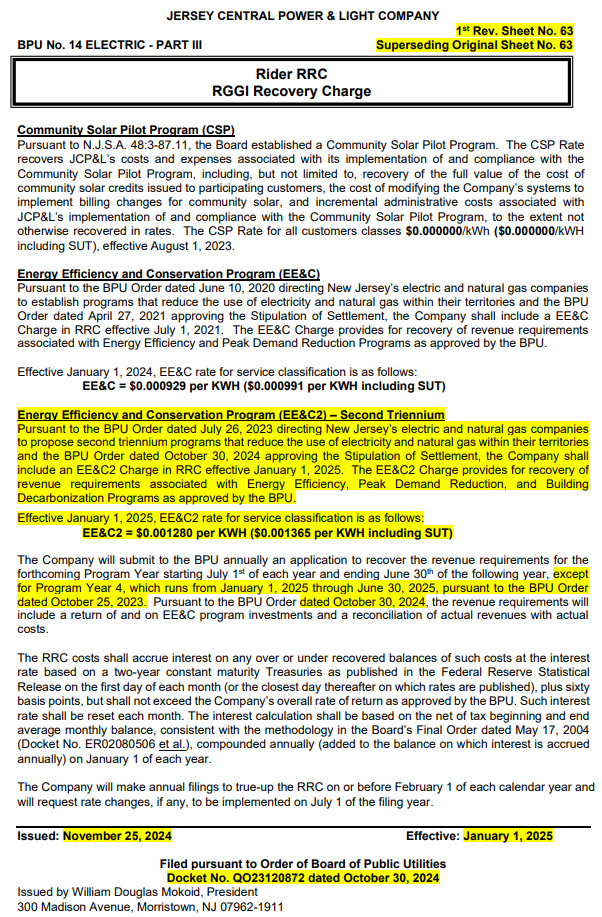 JERSEY CENTRAL POWER & LIGHT COMPANY
1st Rev. Sheet No. 63
BPU No. 14 ELECTRIC - PART III
Superseding Original Sheet No. 63
Rider RRC
RGGI Recovery Charge
Community Solar Pilot Program (CSP)
Pursuant to N.J.S.A. 48:3-87.11, the Board established a Community Solar Pilot Program. The CSP Rate
recovers JCP&L's costs and expenses associated with its implementation of and compliance with the
Community Solar Pilot Program, including, but not limited to, recovery of the full value of the cost of
community solar credits issued to participating customers, the cost of modifying the Company's systems to
implement billing changes for community solar, and incremental administrative costs associated with
JCP&L's implementation of and compliance with the Community Solar Pilot Program, to the extent not
otherwise recovered in rates. The CSP Rate for all customers classes $0.000000/kWh ($0.000000/kWH
including SUT), effective August 1, 2023.
Energy Efficiency and Conservation Program (EE&C)
Pursuant to the BPU Order dated June 10, 2020 directing New Jersey's electric and natural gas companies
to establish programs that reduce the use of electricity and natural gas within their territories and the BPU
Order dated April 27, 2021 approving the Stipulation of Settlement, the Company shall include a EE&C
Charge in RRC effective July 1, 2021. The EE&C Charge provides for recovery of revenue requirements
associated with Energy Efficiency and Peak Demand Reduction Programs as approved by the BPU.
Effective January 1, 2024, EE&C rate for service classification is as follows:
EE&C = $0.000929 per KWH ($0.000991 per KWH including SUT)
Energy Efficiency and Conservation Program (EE&C2) – Second Triennium
Pursuant to the BPU Order dated July 26, 2023 directing New Jersey's electric and natural gas companies
to propose second triennium programs that reduce the use of electricity and natural gas within their territories
and the BPU Order dated October 30, 2024 approving the Stipulation of Settlement, the Company shall
include an EE&C2 Charge in RRC effective January 1, 2025. The EE&C2 Charge provides for recovery of
revenue requirements associated with Energy Efficiency, Peak Demand Reduction, and Building
Decarbonization Programs as approved by the BPU.
Effective January 1, 2025, EE&C2 rate for service classification is as follows:
EE&C2 = $0.001280 per KWH ($0.001365 per KWH including SUT)
The Company will submit to the BPU annually an application to recover the revenue requirements for the
forthcoming Program Year starting July 1st of each year and ending June 30th of the following year, except
for Program Year 4, which runs from January 1, 2025 through June 30, 2025, pursuant to the BPU Order
dated October 25, 2023. Pursuant to the BPU Order dated October 30, 2024, the revenue requirements will
include a return of and on EE&C program investments and a reconciliation of actual revenues with actual
costs.
The RRC costs shall accrue interest on any over or under recovered balances of such costs at the interest
rate based on a two-year constant maturity Treasuries as published in the Federal Reserve Statistical
Release on the first day of each month (or the closest day thereafter on which rates are published), plus sixty
basis points, but shall not exceed the Company's overall rate of return as approved by the BPU. Such interest
rate shall be reset each month. The interest calculation shall be based on the net of tax beginning and end
average monthly balance, consistent with the methodology in the Board's Final Order dated May 17, 2004
(Docket No. ER02080506 et al.), compounded annually (added to the balance on which interest is accrued
annually) on January 1 of each year.
The Company will make annual filings to true-up the RRC on or before February 1 of each calendar year and
will request rate changes, if any, to be implemented on July 1 of the filing year.
Issued: November 25, 2024 Effective: January 1, 2025
Filed pursuant to Order of Board of Public Utilities
Docket No. QO23120872 dated October 30, 2024
Issued by William Douglas Mokoid, President
300 Madison Avenue, Morristown, NJ 07962-1911